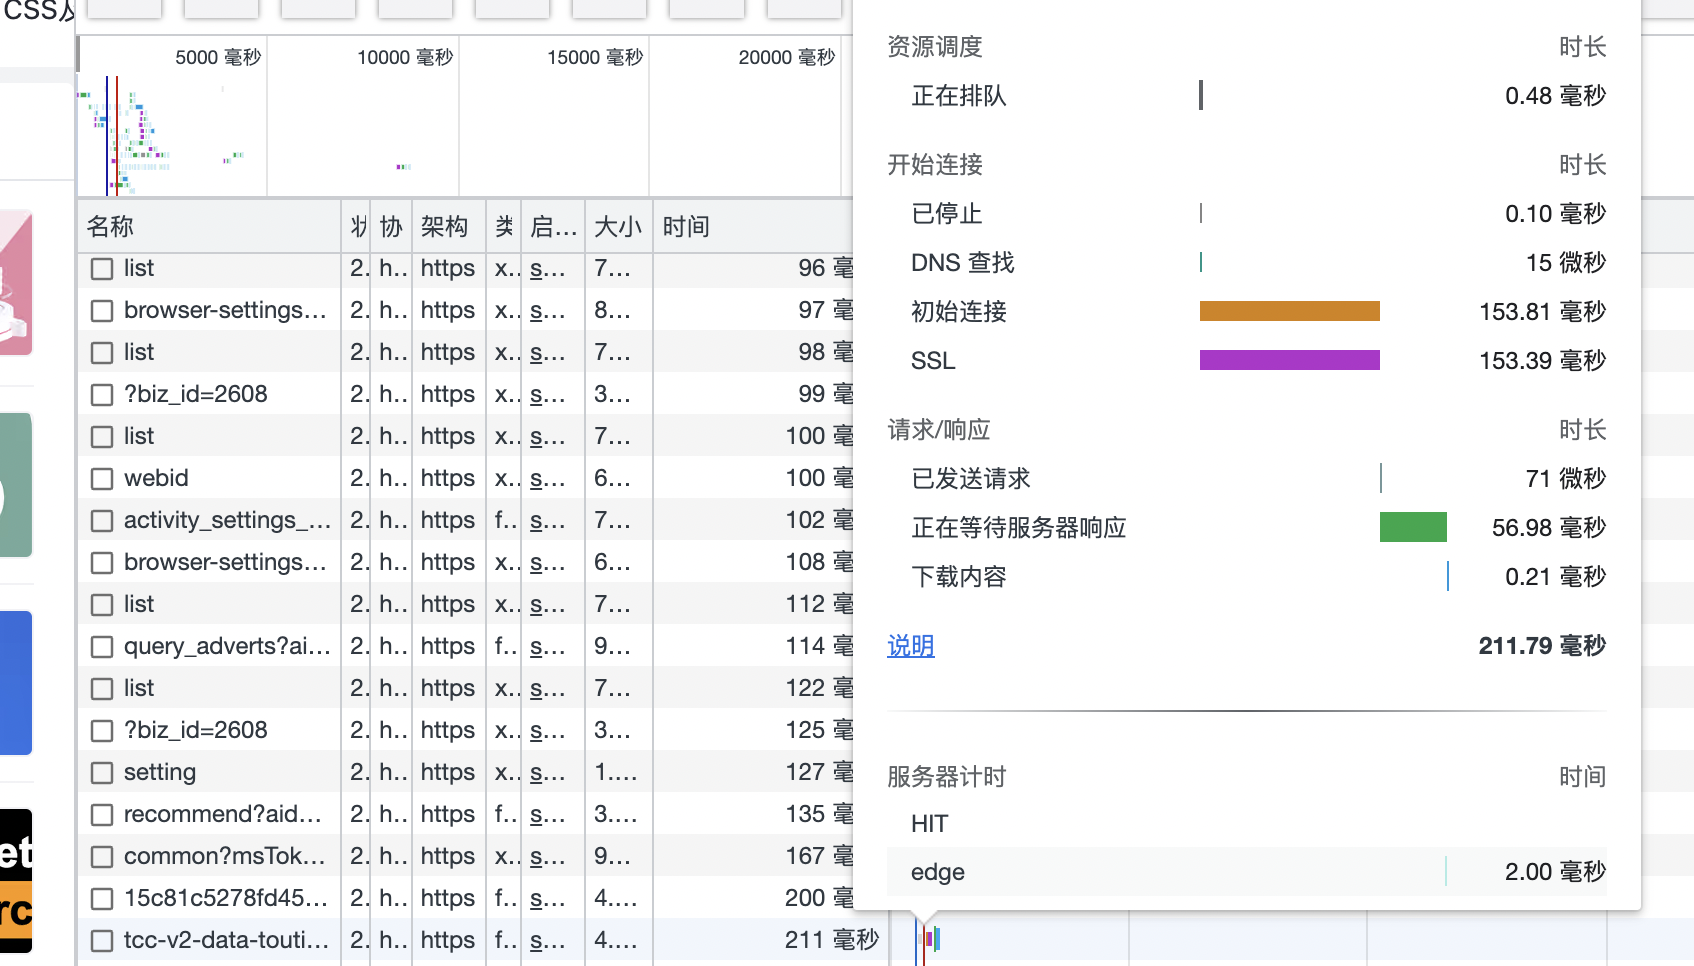 CSS及
5000 毫秒 10000 毫秒 15000 毫秒 20000 毫秒
名称 状 协 架构 类 启… 大小 时间
list 2. h.. https x.. s... 7... 96 毫
browser-settings... 2. h.. https x.. s... 8... 97 毫
list 2. h.. https x.. s... 7... 98 毫
?biz_id=2608 2. h.. https x.. s... 3... 99 毫
list 2. h.. https x.. s... 7... 100 毫
webid 2. h.. https x.. s... 6... 100 毫
activity_settings_... 2. h.. https f.. s... 7... 102 毫
browser-settings... 2. h.. https x.. s... 6... 108 毫
list 2. h.. https x.. s... 7... 112 毫
query_adverts?ai... 2. h.. https f.. s... 9... 114 毫
list 2. h.. https x.. s... 7... 122 毫
?biz_id=2608 2. h.. https x.. s... 3... 125 毫
setting 2. h.. https x.. s... 1.... 127 毫
recommend?aid... 2. h.. https f.. s... 3.... 135 毫
common?msTok... 2. h.. https x.. s... 9... 167 毫
15c81c5278fd45... 2. h.. https f.. s... 4.... 200 毫
tcc-v2-data-touti... 2. h.. https f.. s... 4.... 211 毫秒
资源调度 时长
正在排队 0.48 毫秒
开始连接 时长
已停止 0.10 毫秒
DNS 查找 15 微秒
初始连接 153.81 毫秒
SSL 153.39 毫秒
请求/响应 时长
已发送请求 71 微秒
正在等待服务器响应 56.98 毫秒
下载内容 0.21 毫秒
说明 211.79 毫秒
服务器计时 时间
HIT
edge 2.00 毫秒
et
rc